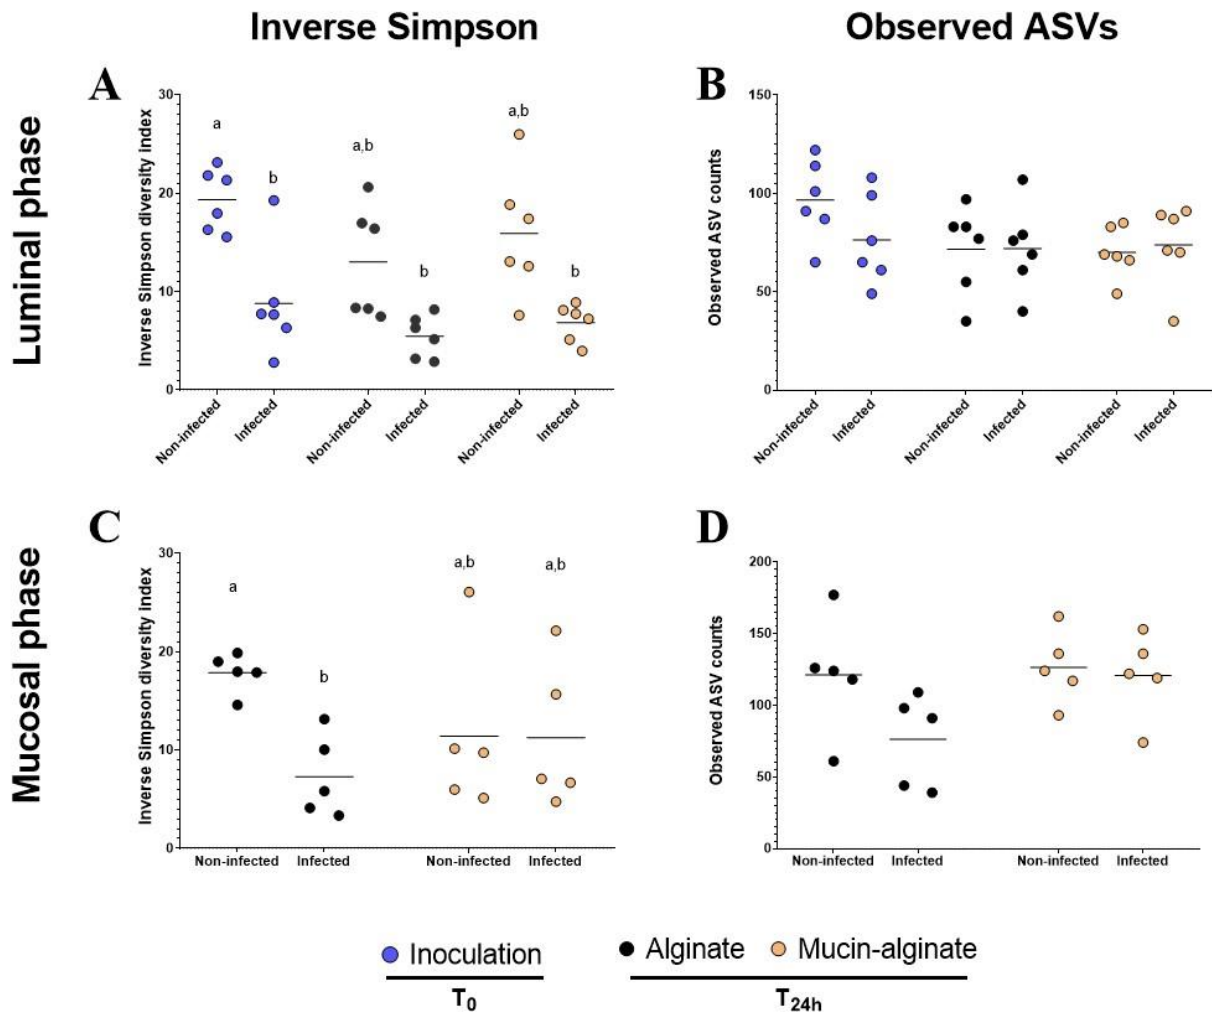 Inverse Simpson
Observed ASVs
Luminal phase
A
Inverse Simpson diversity index
30
20
10
0
a
b
a,b
b
a,b
b
Non-infected
Infected
Non-infected
Infected
Non-infected
Infected
B
Observed ASV counts
150
100
50
0
Non-infected
Infected
Non-infected
Infected
Non-infected
Infected
Mucosal phase
C
Inverse Simpson diversity index
30
20
10
0
a
b
a,b
a,b
Non-infected
Infected
Non-infected
Infected
D
Observed ASV counts
200
150
100
50
0
Non-infected
Infected
Non-infected
Infected
Inoculation
Alginate
Mucin-alginate
T0
T24h